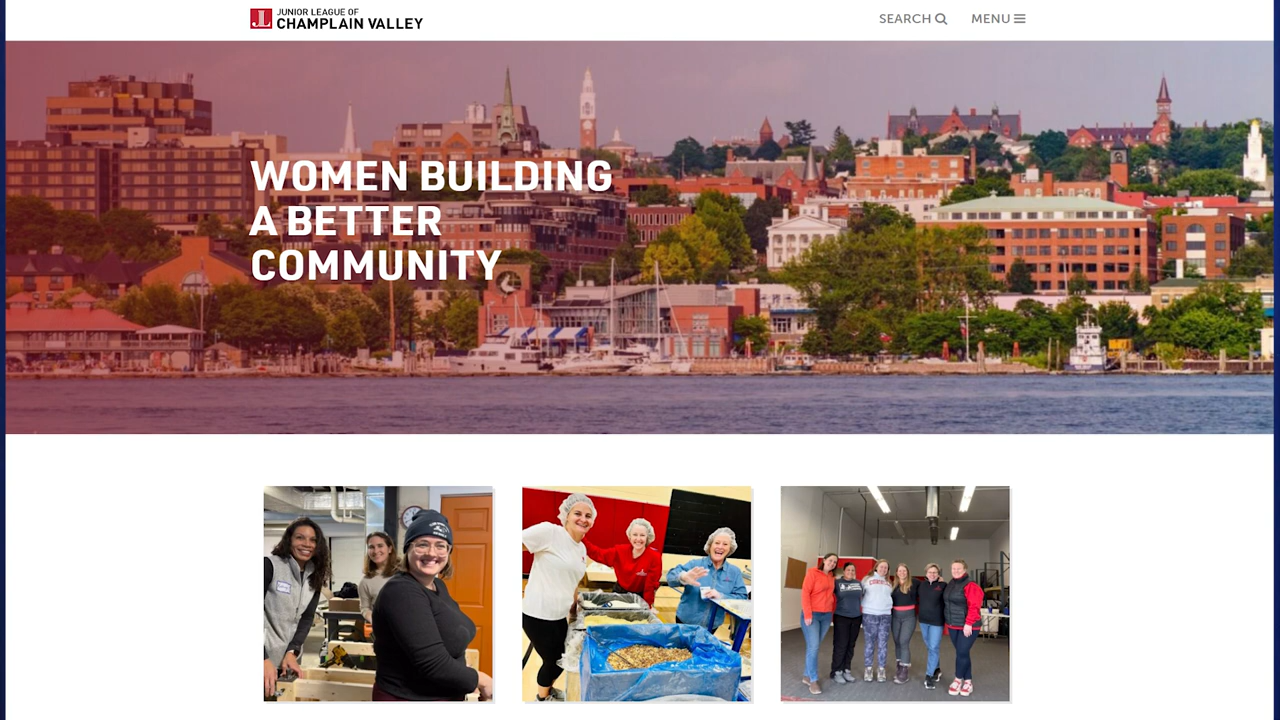 JUNIOR LEAGUE OF
CHAMPLAIN VALLEY
SEARCH
MENU
WOMEN BUILDING
A BETTER
COMMUNITY